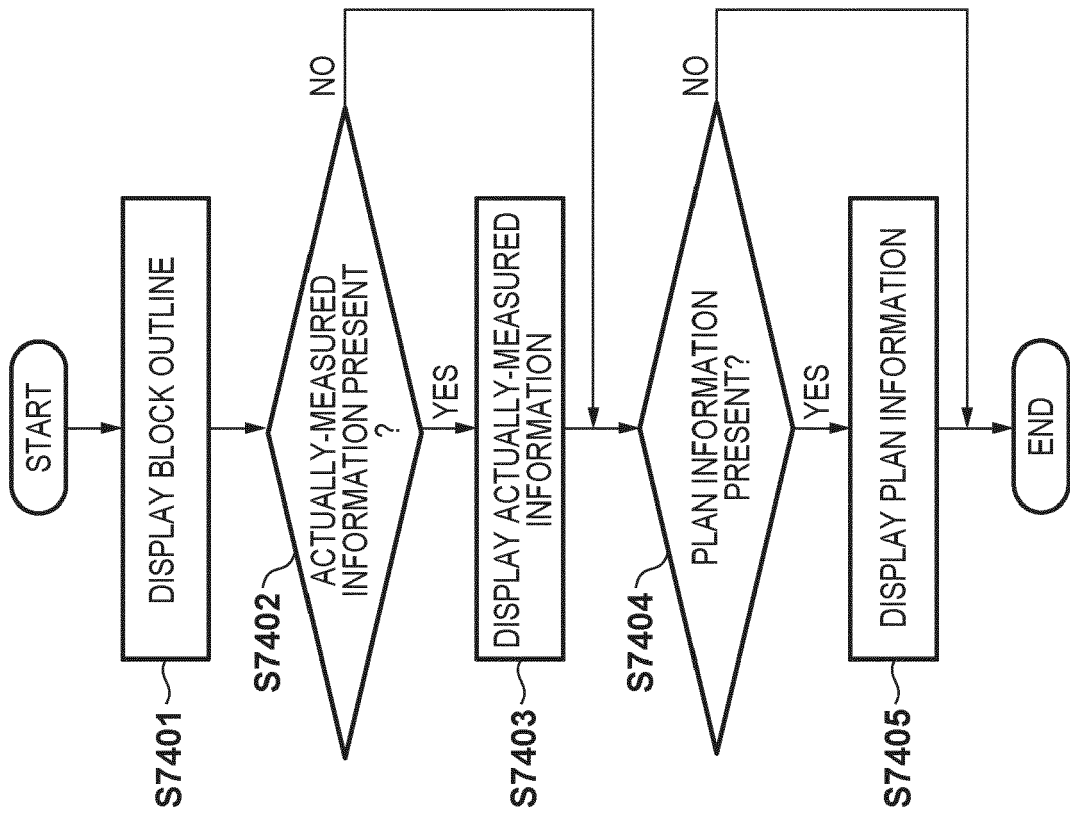 START
DISPLAY BLOCK OUTLINE
S7401
ACTUALLY-MEASURED
INFORMATION PRESENT
?
S7402
NO
YES
DISPLAY ACTUALLY-MEASURED
INFORMATION
S7403
PLAN INFORMATION
PRESENT?
S7404
NO
YES
DISPLAY PLAN INFORMATION
S7405
END